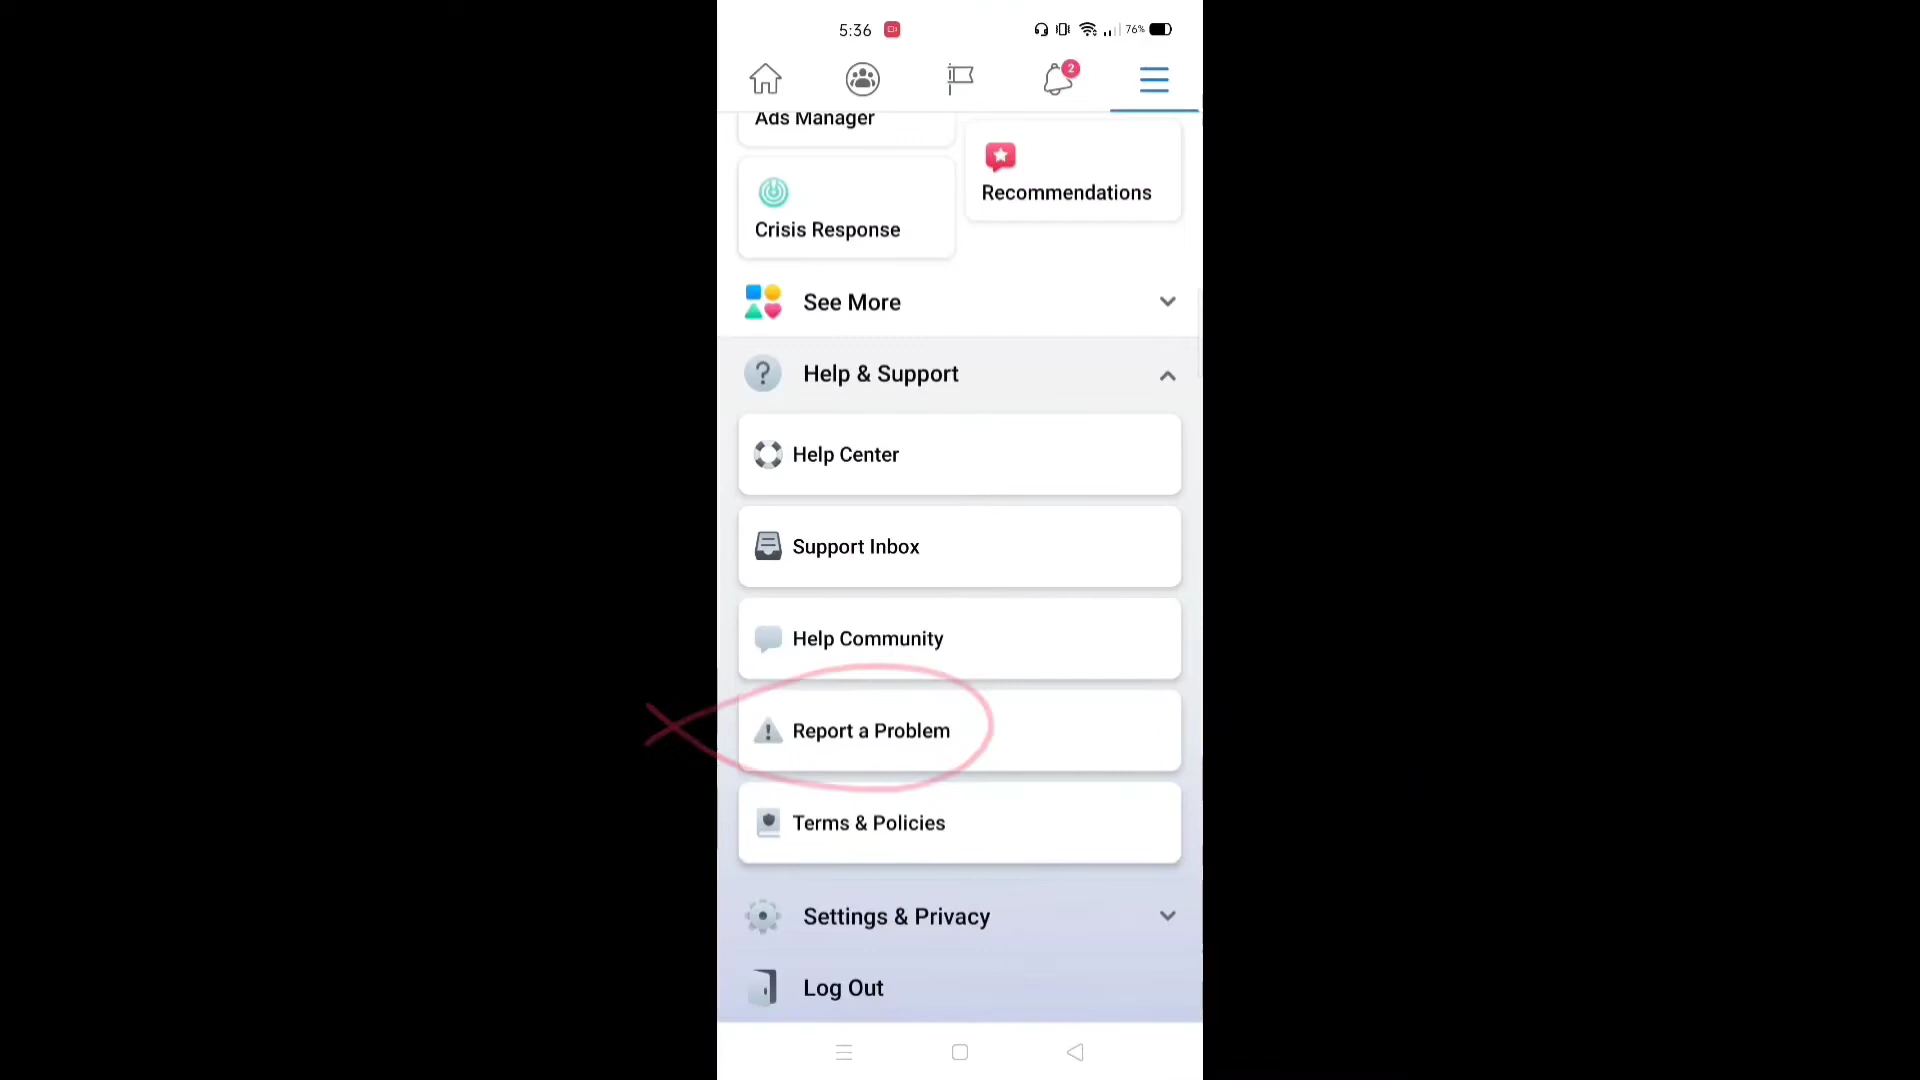 5:36
76%
2
Ads Manager
Recommendations
Crisis Response
See More
Help & Support
Help Center
Support Inbox
Help Community
Report a Problem
Terms & Policies
Settings & Privacy
Log Out